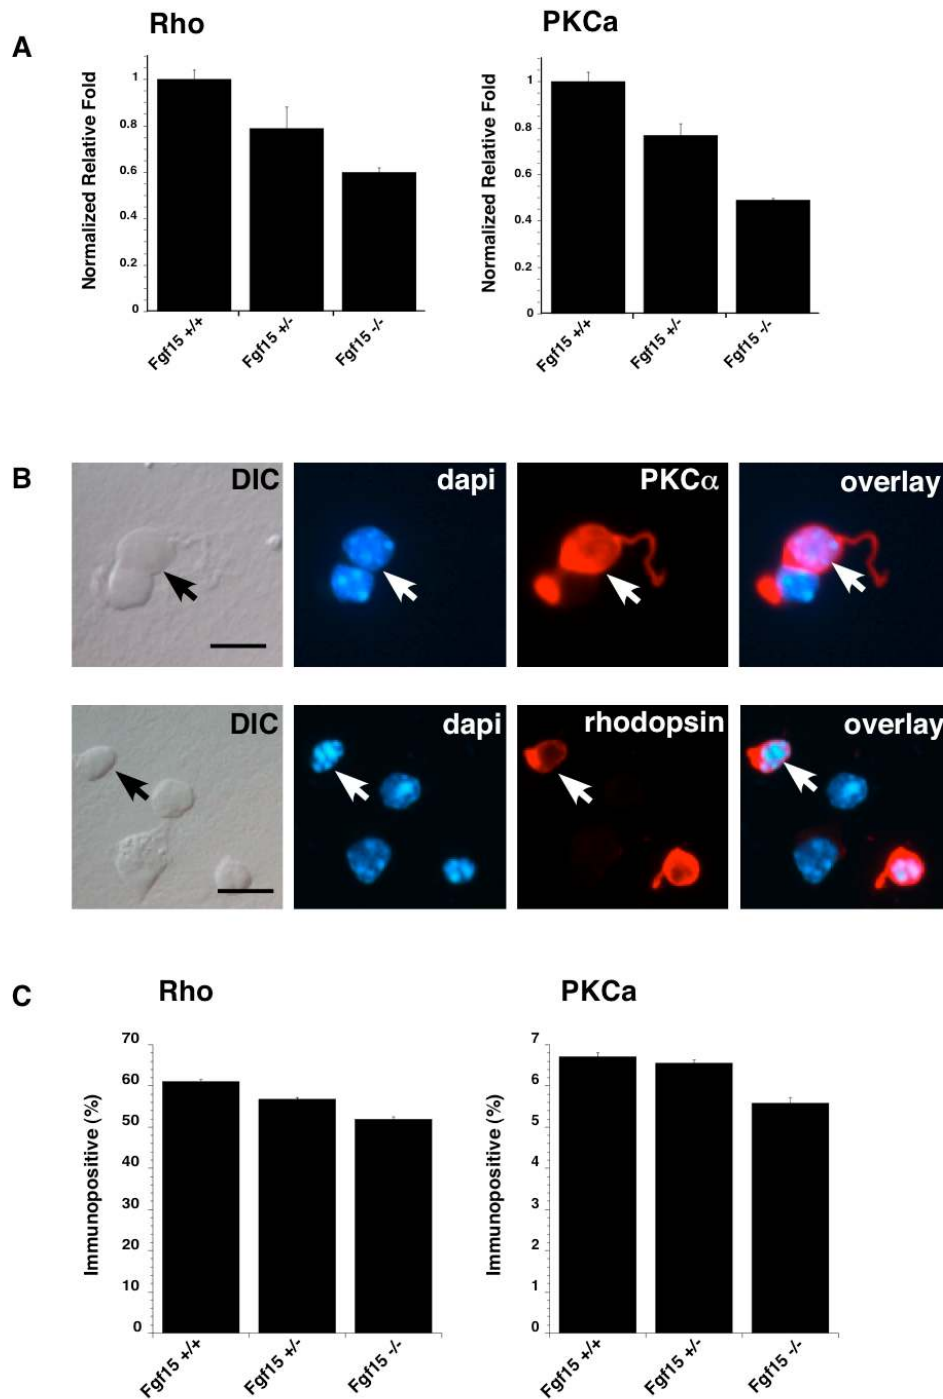 A
Rho
PKCa
Normalized Relative Fold
1
0.8
0.6
0.4
0.2
0
Fgf15 +/+
Fgf15 +/-
Fgf15 -/-
Normalized Relative Fold
1
0.8
0.6
0.4
0.2
0
Fgf15 +/+
Fgf15 +/-
Fgf15 -/-
B
DIC
dapi
PKCα
overlay
DIC
dapi
rhodopsin
overlay
C
Rho
PKCa
Immunopositive (%)
70
60
50
40
30
20
10
0
Fgf15 +/+
Fgf15 +/-
Fgf15 -/-
Immunopositive (%)
7
6
5
4
3
2
1
0
Fgf15 +/+
Fgf15 +/-
Fgf15 -/-